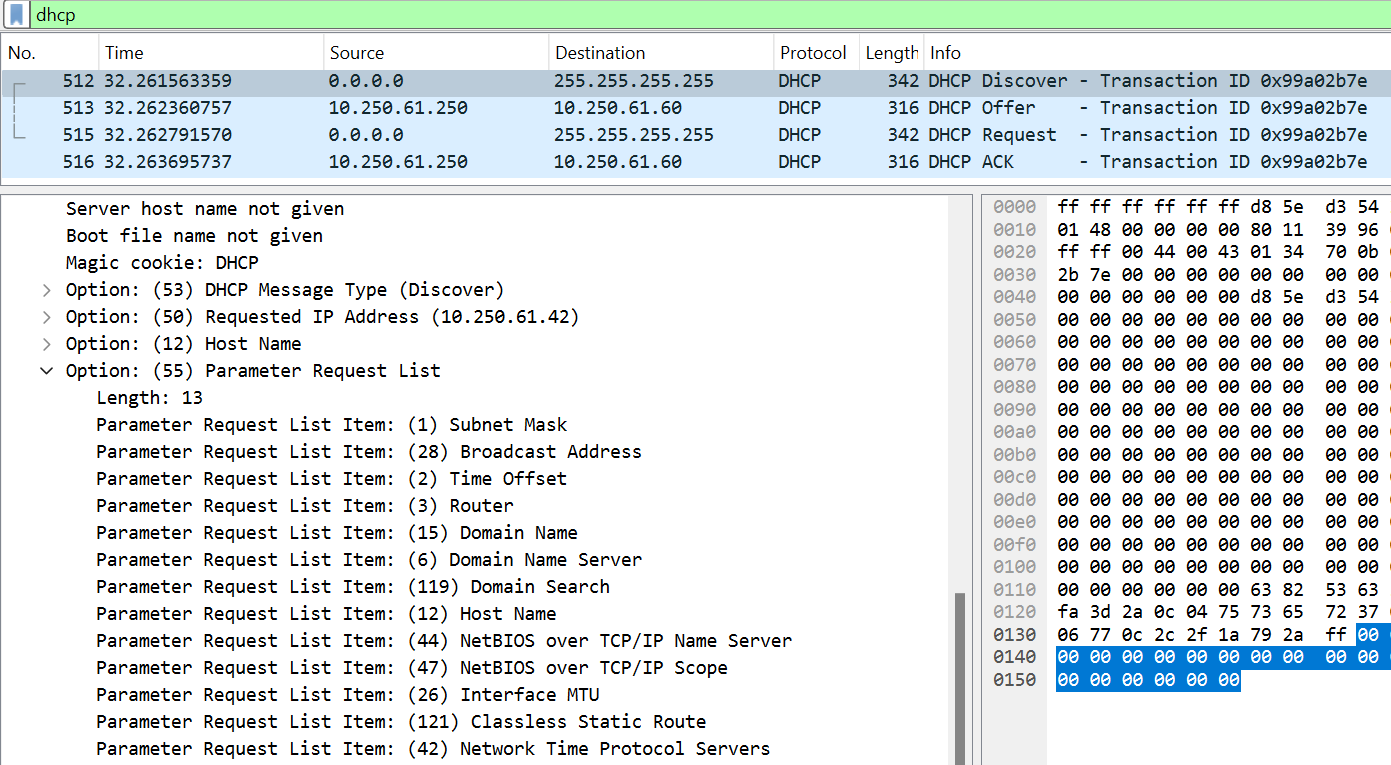 dhcp
No. Time Source Destination Protocol Length Info
512 32.261563359 0.0.0.0 255.255.255.255 DHCP 342 DHCP Discover - Transaction ID 0x99a02b7e
513 32.262360757 10.250.61.250 10.250.61.60 DHCP 316 DHCP Offer - Transaction ID 0x99a02b7e
515 32.262791570 0.0.0.0 255.255.255.255 DHCP 342 DHCP Request - Transaction ID 0x99a02b7e
516 32.263695737 10.250.61.250 10.250.61.60 DHCP 316 DHCP ACK - Transaction ID 0x99a02b7e
Server host name not given
Boot file name not given
Magic cookie: DHCP
Option: (53) DHCP Message Type (Discover)
Option: (50) Requested IP Address (10.250.61.42)
Option: (12) Host Name
Option: (55) Parameter Request List
Length: 13
Parameter Request List Item: (1) Subnet Mask
Parameter Request List Item: (28) Broadcast Address
Parameter Request List Item: (2) Time Offset
Parameter Request List Item: (3) Router
Parameter Request List Item: (15) Domain Name
Parameter Request List Item: (6) Domain Name Server
Parameter Request List Item: (119) Domain Search
Parameter Request List Item: (12) Host Name
Parameter Request List Item: (44) NetBIOS over TCP/IP Name Server
Parameter Request List Item: (47) NetBIOS over TCP/IP Scope
Parameter Request List Item: (26) Interface MTU
Parameter Request List Item: (121) Classless Static Route
Parameter Request List Item: (42) Network Time Protocol Servers
0000 ff ff ff ff ff ff d8 5e d3 54
0010 01 48 00 00 00 00 80 11 39 96
0020 ff ff 00 44 00 43 01 34 70 0b
0030 2b 7e 00 00 00 00 00 00 00 00
0040 00 00 00 00 00 00 d8 5e d3 54
0050 00 00 00 00 00 00 00 00 00 00
0060 00 00 00 00 00 00 00 00 00 00
0070 00 00 00 00 00 00 00 00 00 00
0080 00 00 00 00 00 00 00 00 00 00
0090 00 00 00 00 00 00 00 00 00 00
00a0 00 00 00 00 00 00 00 00 00 00
00b0 00 00 00 00 00 00 00 00 00 00
00c0 00 00 00 00 00 00 00 00 00 00
00d0 00 00 00 00 00 00 00 00 00 00
00e0 00 00 00 00 00 00 00 00 00 00
00f0 00 00 00 00 00 00 00 00 00 00
0100 00 00 00 00 00 00 00 00 00 00
0110 00 00 00 00 00 00 63 82 53 63
0120 fa 3d 2a 0c 04 75 73 65 72 37
0130 06 77 0c 2c 2f 1a 79 2a ff 00
0140 00 00 00 00 00 00 00 00 00 00
0150 00 00 00 00 00 00